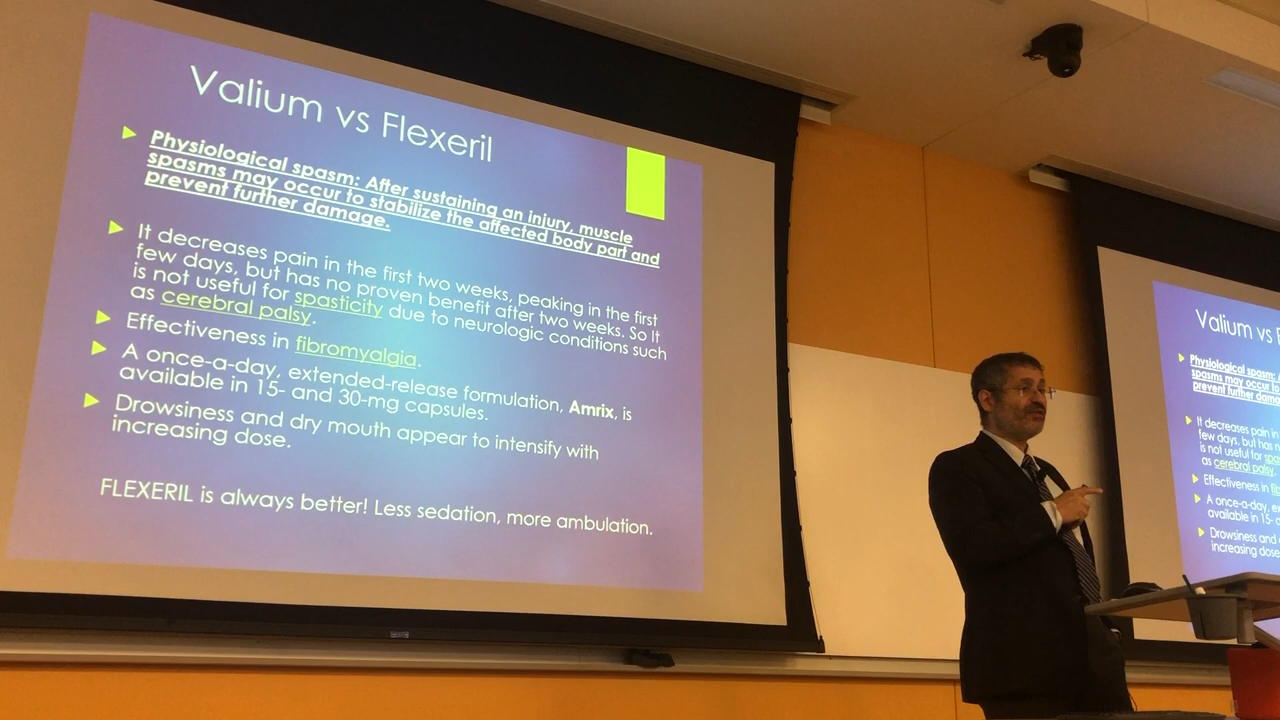 Valium vs Flexeril
Physiological spasm: After sustaining an injury, muscle
spasms may occur to stabilize the affected body part and
prevent further damage.
It decreases pain in the first two weeks, peaking in the first
few days, but has no proven benefit after two weeks. So it
is not useful for spasticity due to neurologic conditions such
as cerebral palsy.
Effectiveness in fibromyalgia.
A once-a-day, extended-release formulation, Amrix, is
available in 15- and 30-mg capsules.
Drowsiness and dry mouth appear to intensify with
increasing dose.
FLEXERIL is always better! Less sedation, more ambulation.
Valium vs
Physiological spasm:
spasms may occur to
prevent further
It decreases pain in
few days, but has
is not useful for
as cerebral palsy.
Effectiveness in
A once-a-day,
available in 15-
Drowsiness and
increasing dose